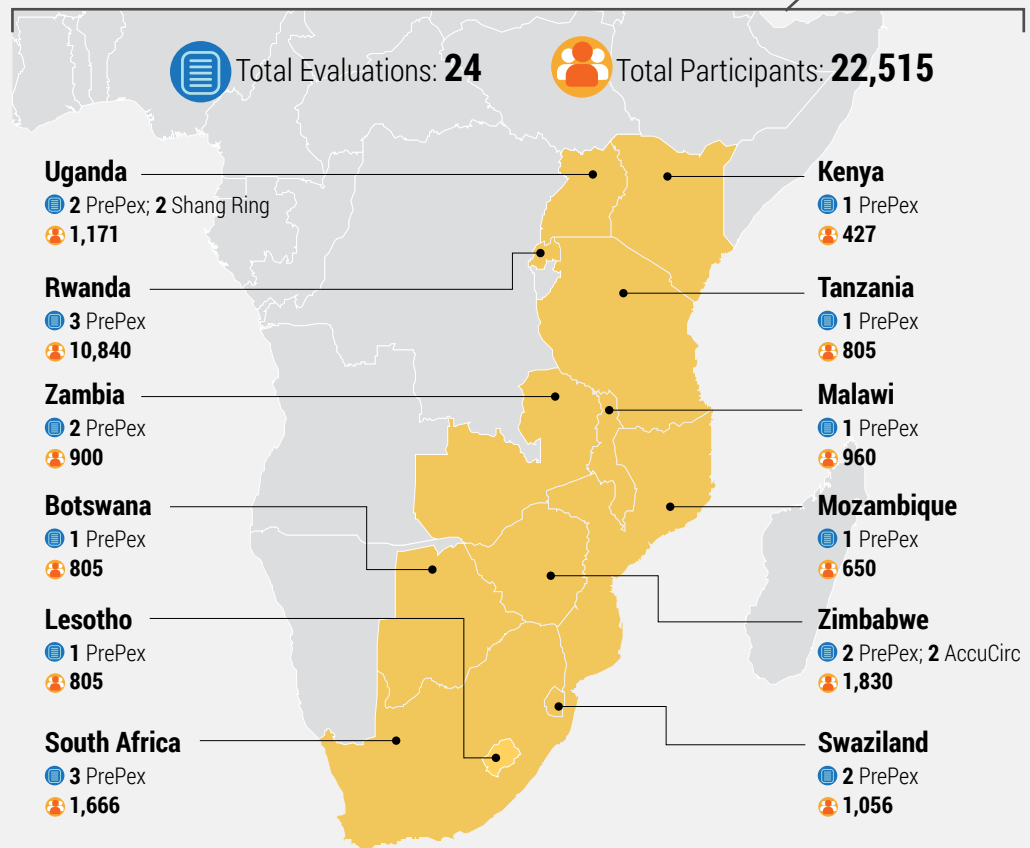 Total Evaluations: 24
Total Participants: 22,515
Uganda
2 PrePex; 2 Shang Ring
1,171
Rwanda
3 PrePex
10,840
Zambia
2 PrePex
900
Botswana
1 PrePex
805
Lesotho
1 PrePex
805
South Africa
3 PrePex
1,666
Kenya
1 PrePex
427
Tanzania
1 PrePex
805
Malawi
1 PrePex
960
Mozambique
1 PrePex
650
Zimbabwe
2 PrePex; 2 AccuCirc
1,830
Swaziland
2 PrePex
1,056